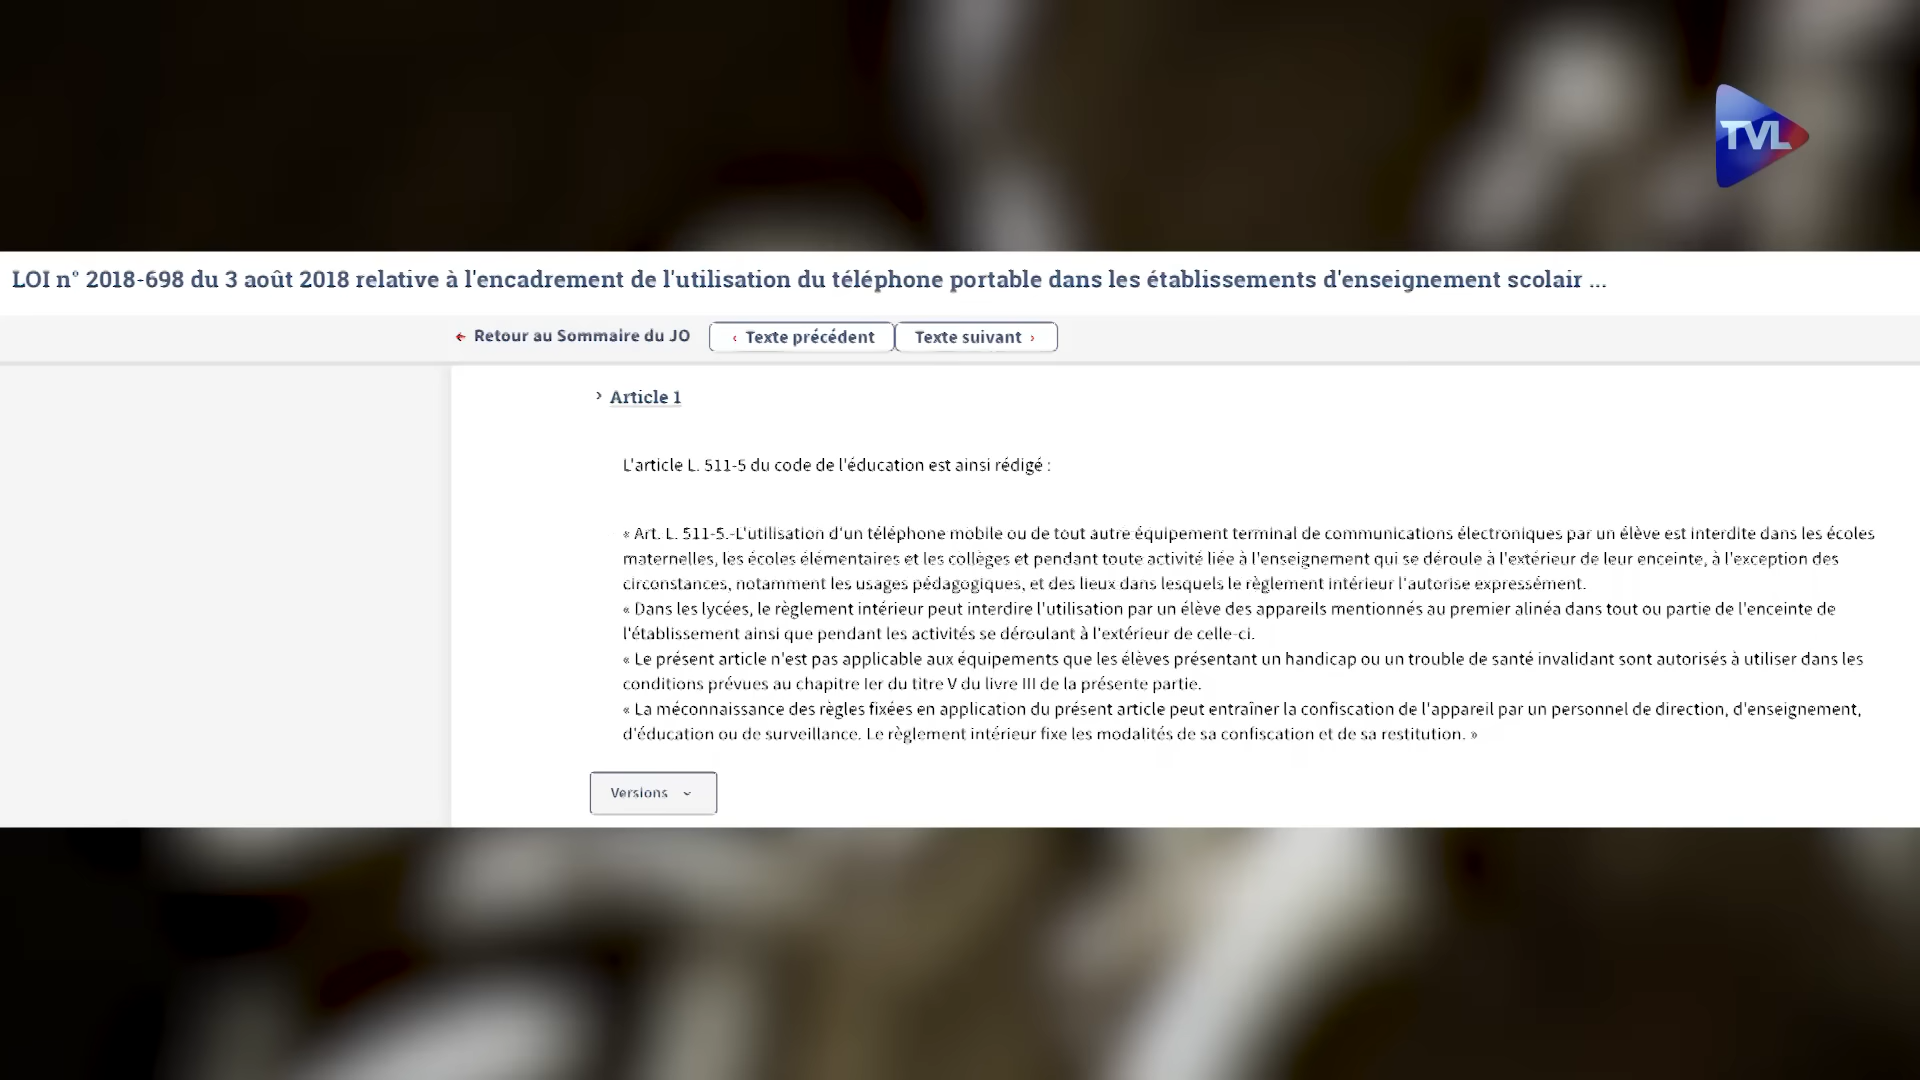 TVL
LOI n° 2018-698 du 3 août 2018 relative à l'encadrement de l'utilisation du téléphone portable dans les établissements d'enseignement scolair ...
← Retour au Sommaire du JO ‹ Texte précédent Texte suivant ›
› Article 1
L'article L. 511-5 du code de l'éducation est ainsi rédigé :
« Art. L. 511-5.-L'utilisation d'un téléphone mobile ou de tout autre équipement terminal de communications électroniques par un élève est interdite dans les écoles
maternelles, les écoles élémentaires et les collèges et pendant toute activité liée à l'enseignement qui se déroule à l'extérieur de leur enceinte, à l'exception des
circonstances, notamment les usages pédagogiques, et des lieux dans lesquels le règlement intérieur l'autorise expressément.
« Dans les lycées, le règlement intérieur peut interdire l'utilisation par un élève des appareils mentionnés au premier alinéa dans tout ou partie de l'enceinte de
l'établissement ainsi que pendant les activités se déroulant à l'extérieur de celle-ci.
« Le présent article n'est pas applicable aux équipements que les élèves présentant un handicap ou un trouble de santé invalidant sont autorisés à utiliser dans les
conditions prévues au chapitre Ier du titre V du livre III de la présente partie.
« La méconnaissance des règles fixées en application du présent article peut entraîner la confiscation de l'appareil par un personnel de direction, d'enseignement,
d'éducation ou de surveillance. Le règlement intérieur fixe les modalités de sa confiscation et de sa restitution. »
Versions